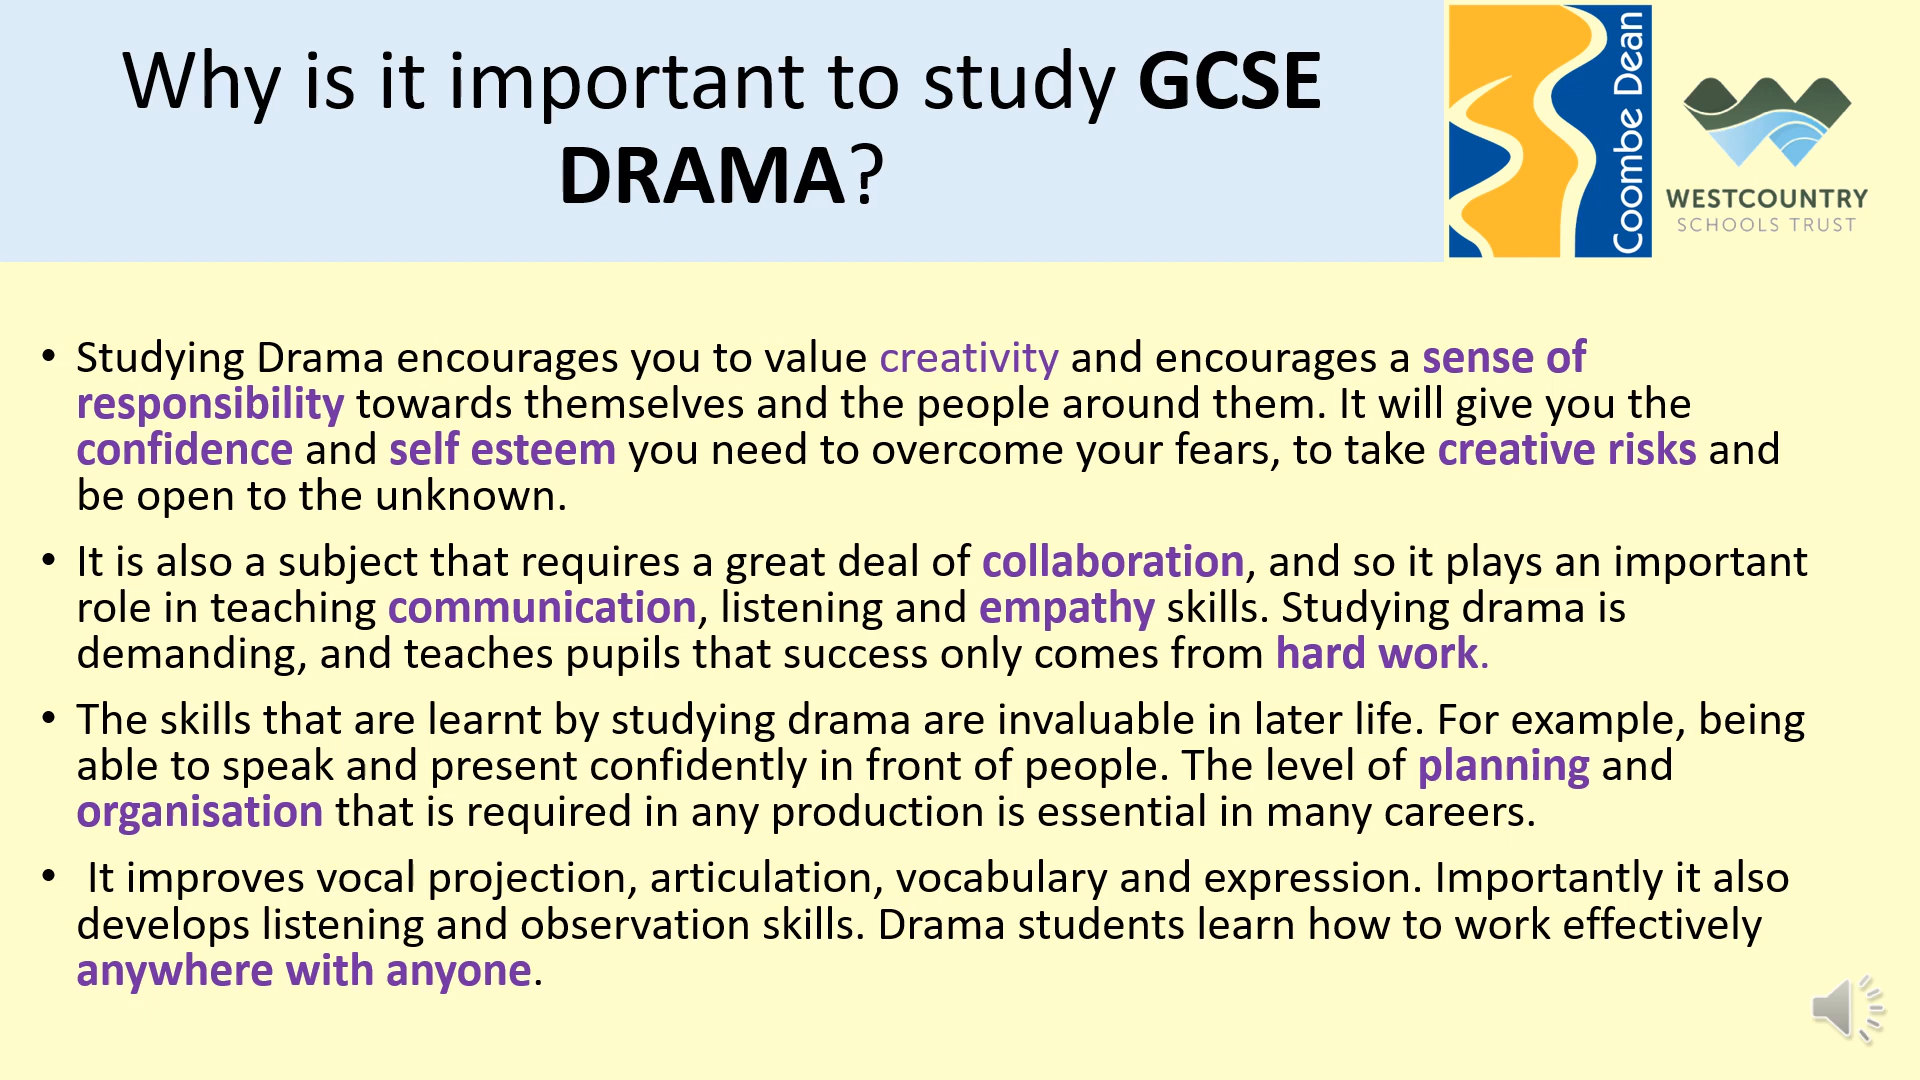 Why is it important to study GCSE
DRAMA?
Coombe Dean
WESTCOUNTRY
SCHOOLS TRUST
• Studying Drama encourages you to value creativity and encourages a sense of
responsibility towards themselves and the people around them. It will give you the
confidence and self esteem you need to overcome your fears, to take creative risks and
be open to the unknown.
• It is also a subject that requires a great deal of collaboration, and so it plays an important
role in teaching communication, listening and empathy skills. Studying drama is
demanding, and teaches pupils that success only comes from hard work.
• The skills that are learnt by studying drama are invaluable in later life. For example, being
able to speak and present confidently in front of people. The level of planning and
organisation that is required in any production is essential in many careers.
• It improves vocal projection, articulation, vocabulary and expression. Importantly it also
develops listening and observation skills. Drama students learn how to work effectively
anywhere with anyone.